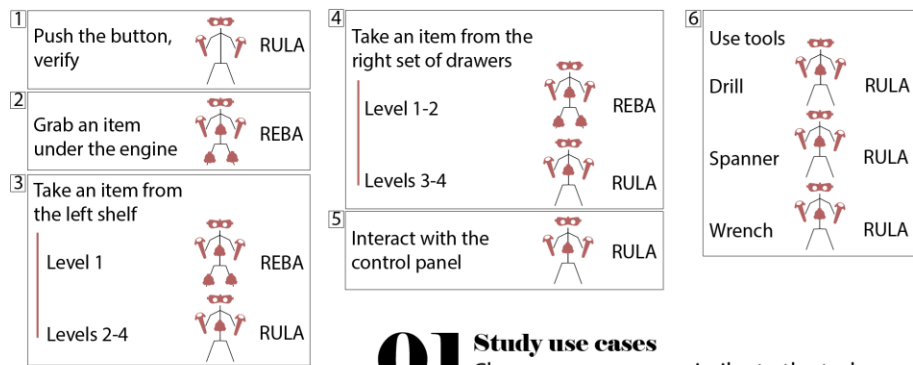 1
Push the button,
verify
RULA
2
Grab an item
under the engine
REBA
3
Take an item from
the left shelf
Level 1
REBA
Levels 2-4
RULA
4
Take an item from the
right set of drawers
Level 1-2
REBA
Levels 3-4
RULA
5
Interact with the
control panel
RULA
6
Use tools
Drill
RULA
Spanner
RULA
Wrench
RULA
01
Study use cases